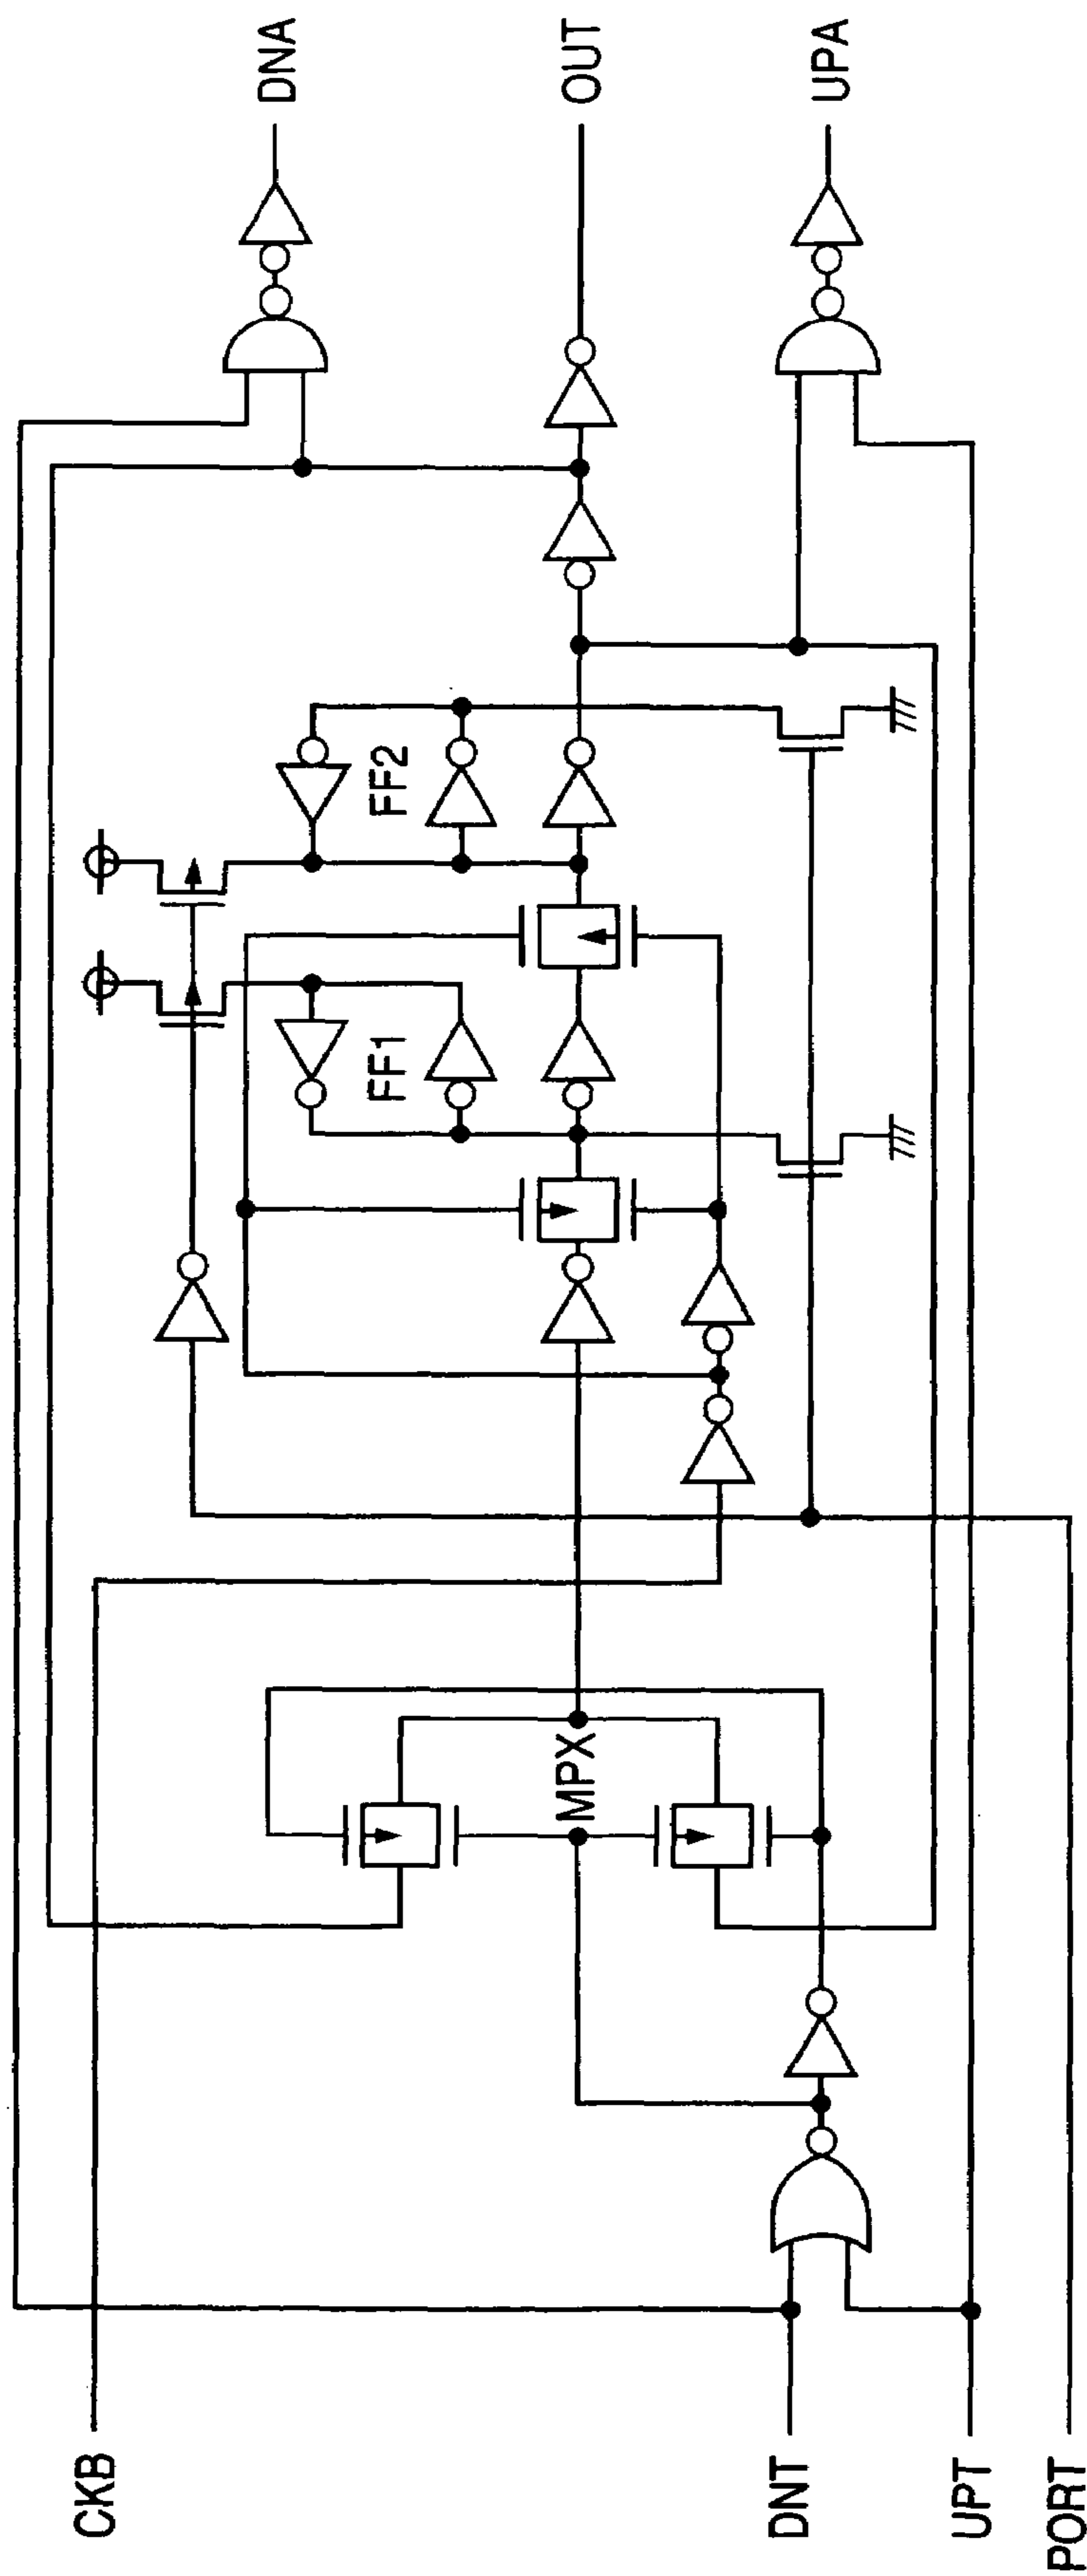 CKB
DNT
UPT
PORT
MPX
FF1
FF2
DNA
OUT
UPA